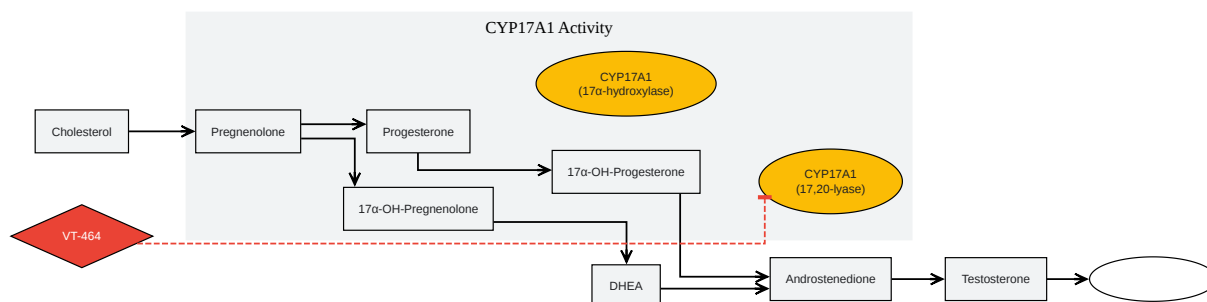 CYP17A1 Activity
CYP17A1
(17α-hydroxylase)
Cholesterol
Pregnenolone
Progesterone
17α-OH-Progesterone
CYP17A1
(17,20-lyase)
17α-OH-Pregnenolone
VT-464
DHEA
Androstenedione
Testosterone